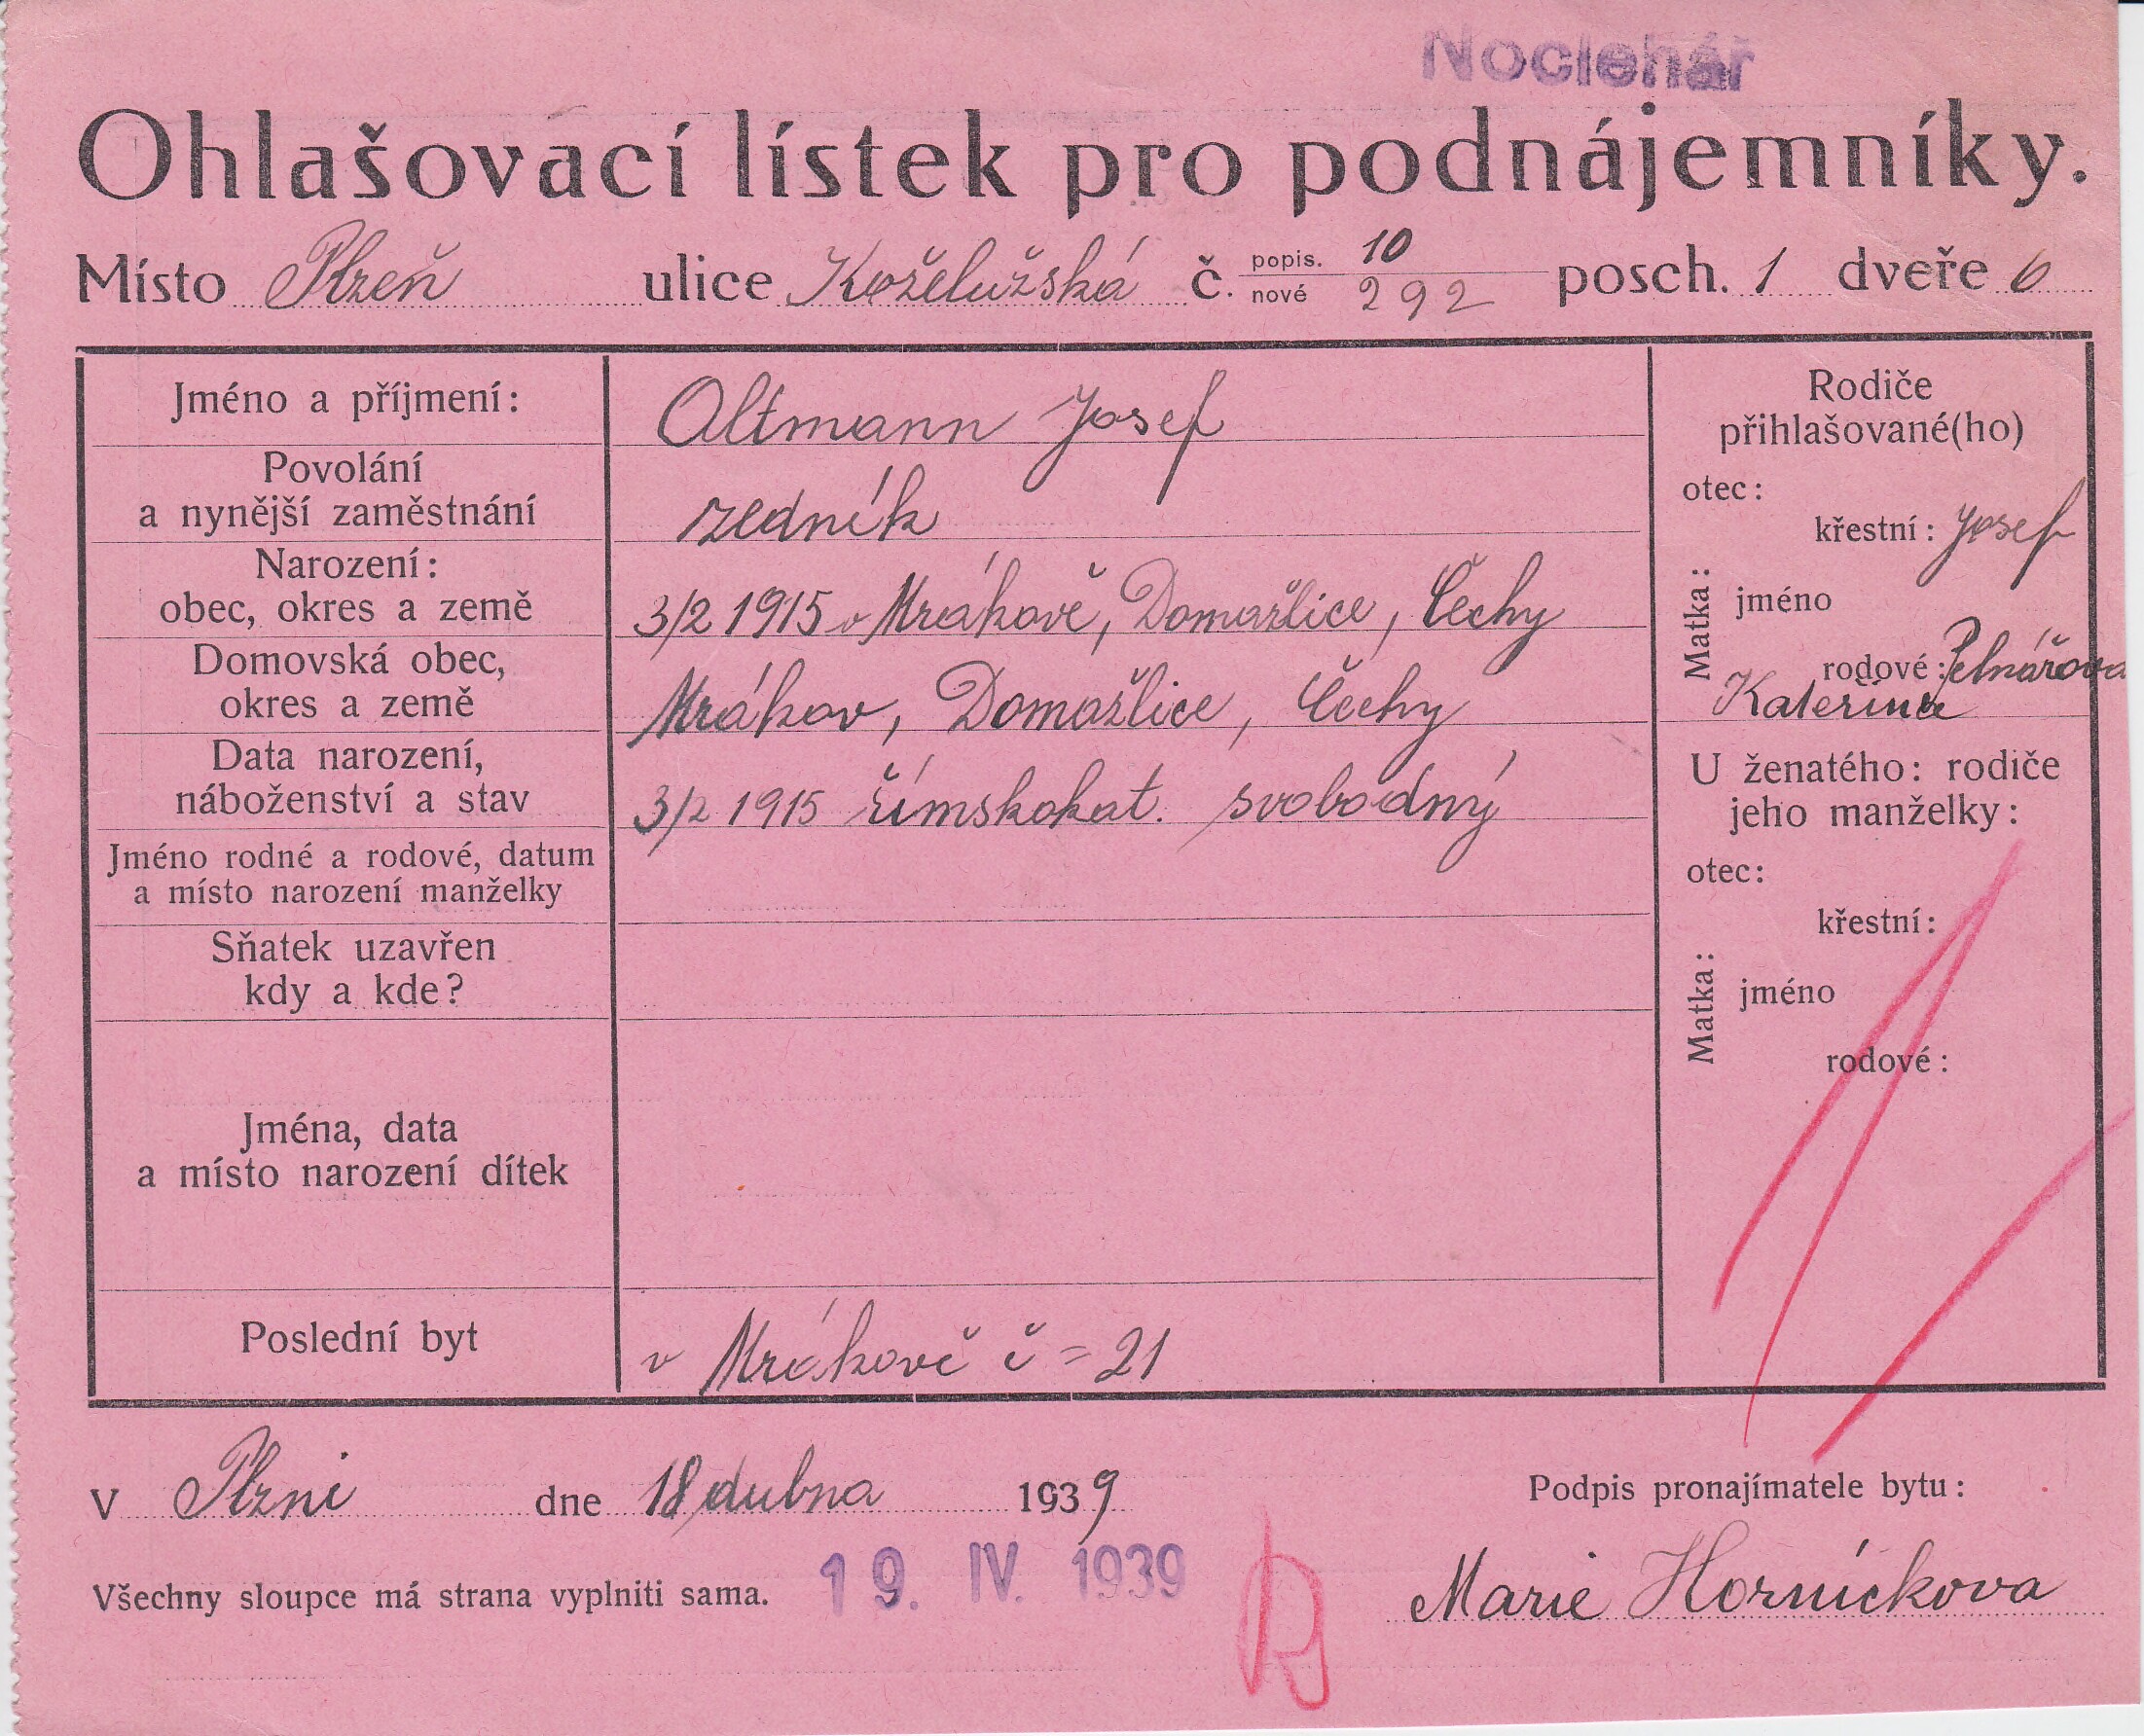 Noclehář
Ohlašovací lístek pro podnájemníky.
Místo Plzeň ulice Koželužská č. popis. 10 nové 292 posch. 1 dveře 6
Jméno a příjmení: Altmann Josef
Povolání
a nynější zaměstnání zedník
Narození:
obec, okres a země 3/2 1915 v Mrákově, Domažlice, Čechy
Domovská obec,
okres a země Mrákov, Domažlice, Čechy
Data narození,
náboženství a stav 3/2 1915 římskokat. svobodný
Jméno rodné a rodové, datum
a místo narození manželky
Sňatek uzavřen
kdy a kde?
Jména, data
a místo narození dítek
Poslední byt v Mrákově č = 21
Rodiče
přihlašované(ho)
otec:
křestní: Josef
Matka: jméno
rodové: Pelnářova
Kateřina
U ženatého: rodiče
jeho manželky:
otec:
křestní:
Matka: jméno
rodové:
V Plzni dne 18 dubna 1939
Podpis pronajímatele bytu:
Všechny sloupce má strana vyplniti sama. 19. IV. 1939
Marie Horníckova